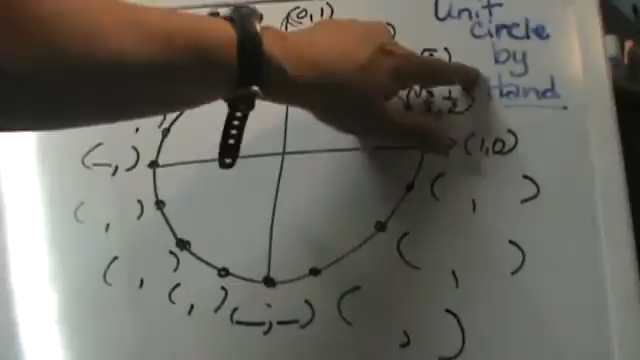 Unit
circle
by
Hand
(0,1)
(1,0)
(_,)
( , )
( , )
( , )
( , )
( , )
(_,_)
( , )